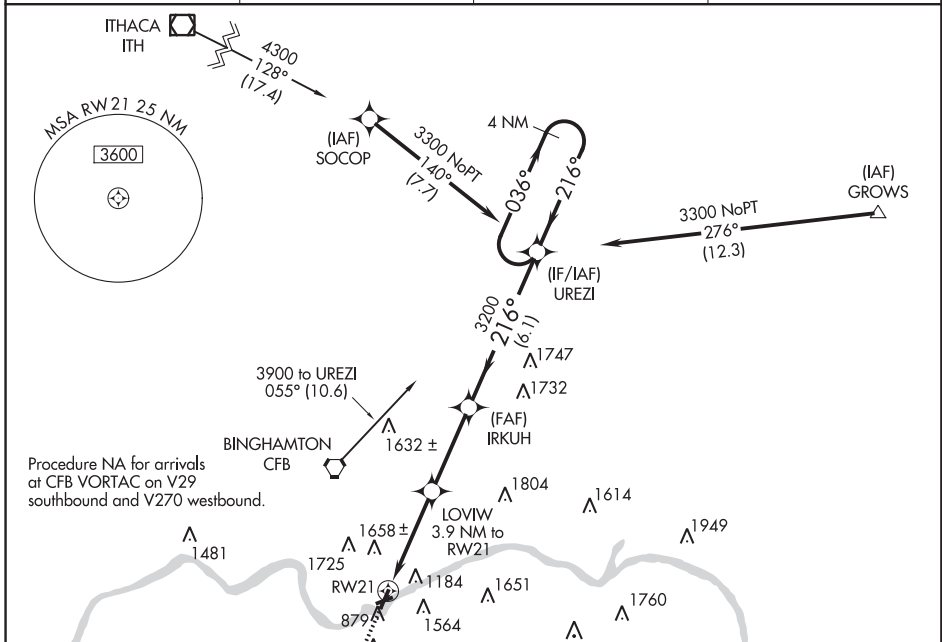 ITHACA
ITH
4300
128°
(17.4)
MSA RW21 25 NM
3600
(IAF)
SOCOP
3300 NoPT
140°
(7.7)
4 NM
036°
216°
(IAF)
GROWS
3300 NoPT
276°
(12.3)
(IF/IAF)
UREZI
3200
216°
(6.1)
1747
1732
3900 to UREZI
055° (10.6)
(FAF)
IRKUH
BINGHAMTON
CFB
1632 ±
Procedure NA for arrivals
at CFB VORTAC on V29
southbound and V270 westbound.
1804
1614
LOVIW
3.9 NM to
RW21
1949
1481
1658 ±
1725
RW21
1184
1651
879
1564
1760